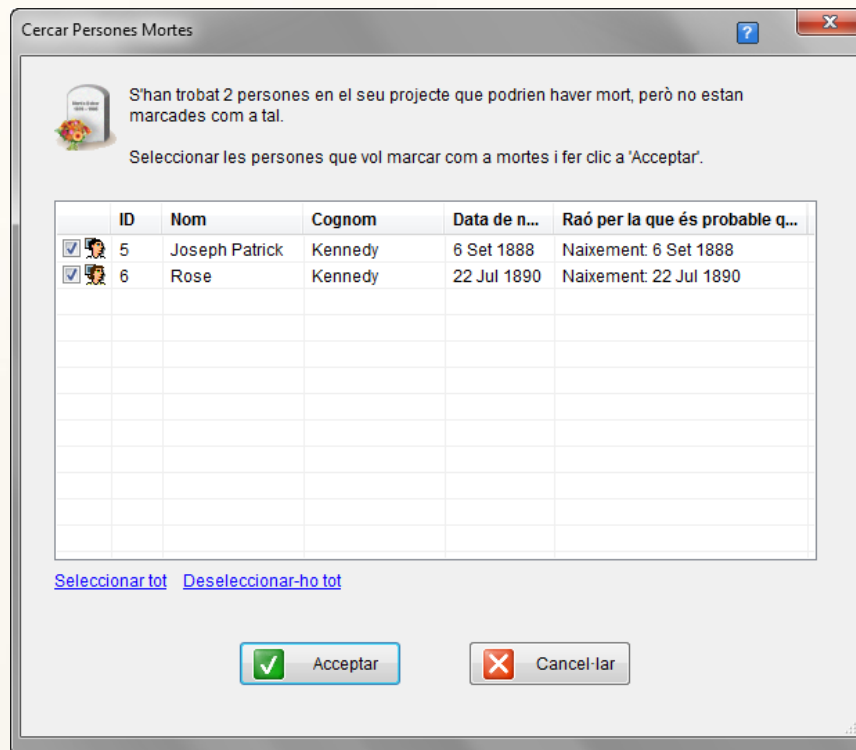 Cercar Persones Mortes
?
S'han trobat 2 persones en el seu projecte que podrien haver mort, però no estan
marcades com a tal.
Seleccionar les persones que vol marcar com a mortes i fer clic a 'Acceptar'.
ID Nom Cognom Data de n... Raó per la que és probable q...
5 Joseph Patrick Kennedy 6 Set 1888 Naixement: 6 Set 1888
6 Rose Kennedy 22 Jul 1890 Naixement: 22 Jul 1890
Seleccionar tot Deseleccionar-ho tot
Acceptar Cancel·lar